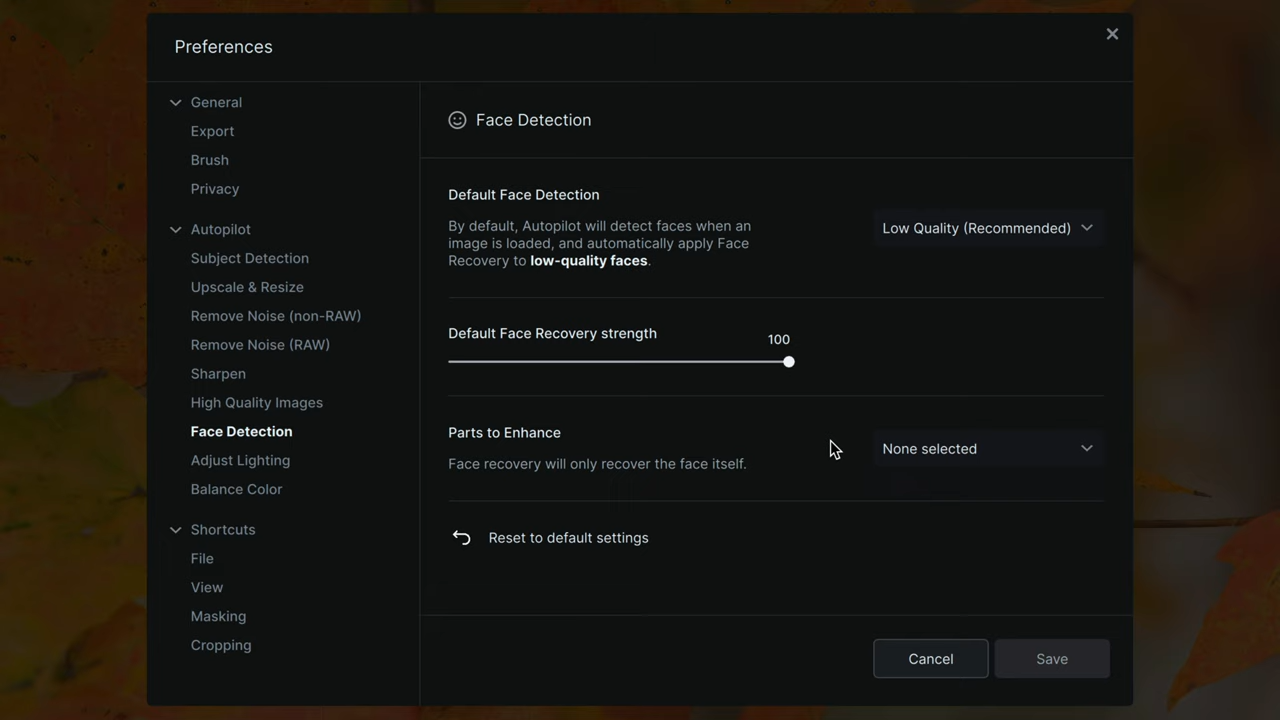 Preferences
General
Export
Brush
Privacy
Autopilot
Subject Detection
Upscale & Resize
Remove Noise (non-RAW)
Remove Noise (RAW)
Sharpen
High Quality Images
Face Detection
Adjust Lighting
Balance Color
Shortcuts
File
View
Masking
Cropping
Face Detection
Default Face Detection
By default, Autopilot will detect faces when an
image is loaded, and automatically apply Face
Recovery to low-quality faces.
Low Quality (Recommended)
Default Face Recovery strength
100
Parts to Enhance
Face recovery will only recover the face itself.
None selected
Reset to default settings
Cancel
Save